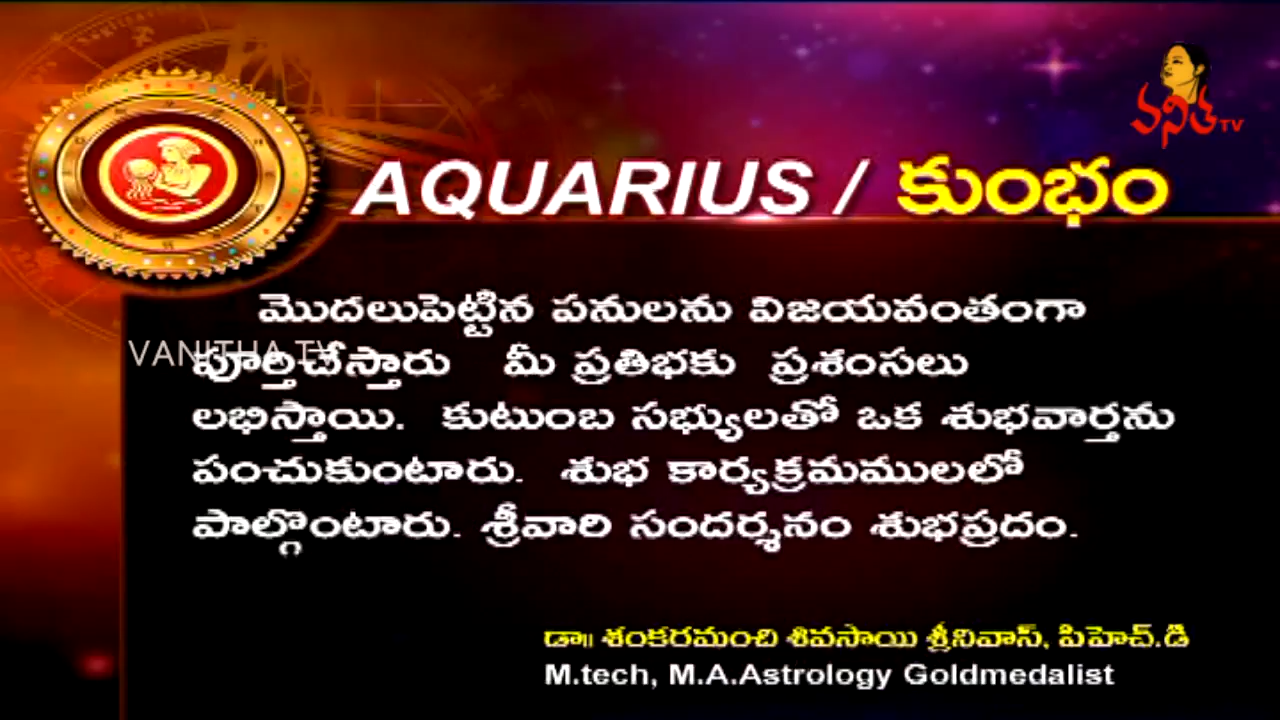 వనిత TV
AQUARIUS / కుంభం
మొదలుపెట్టిన పనులను విజయవంతంగా
VANITHA TV
పూర్తిచేస్తారు మీ ప్రతిభకు ప్రశంసలు
లభిస్తాయి. కుటుంబ సభ్యులతో ఒక శుభవార్తను
పంచుకుంటారు. శుభ కార్యక్రమములలో
పాల్గొంటారు. శ్రీవారి సందర్శనం శుభప్రదం.
డా॥ శంకరమంచి శివసాయి శ్రీనివాస్, పిహెచ్.డి
M.tech, M.A.Astrology Goldmedalist